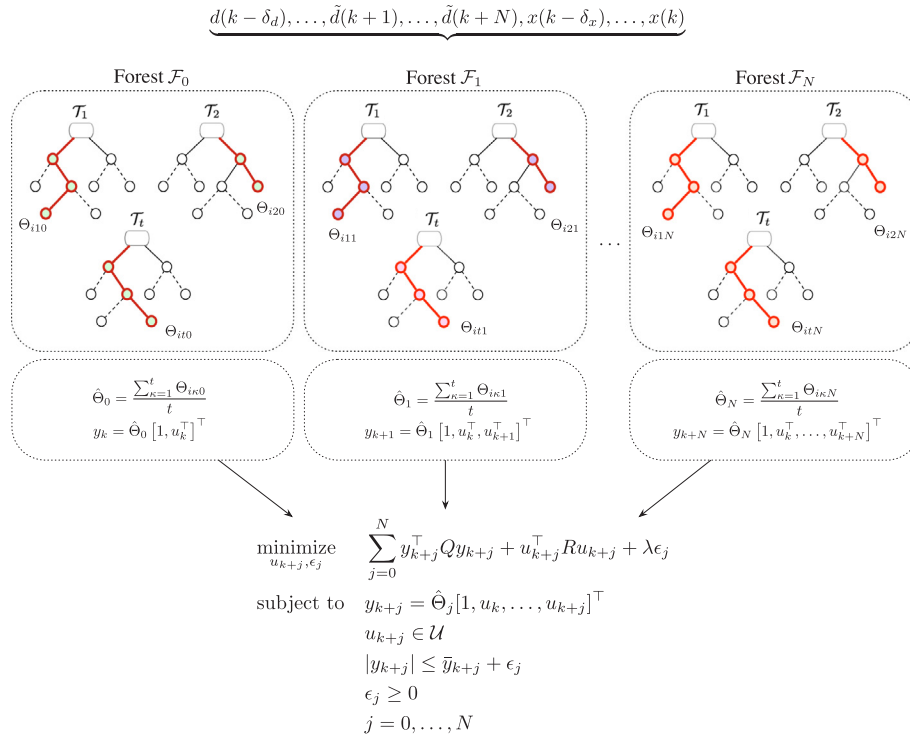 d(k − δ_d), …, d̃(k + 1), …, d̃(k + N), x(k − δ_x), …, x(k)
Forest F_0
T_1
T_2
Θ_{i10}
Θ_{i20}
T_t
Θ_{it0}
Forest F_1
T_1
T_2
Θ_{i11}
Θ_{i21}
T_t
Θ_{it1}
...
Forest F_N
T_1
T_2
Θ_{i1N}
Θ_{i2N}
T_t
Θ_{itN}
Θ̂_0 = ∑_{κ=1}^{t} Θ_{iκ0} / t
y_k = Θ̂_0 [1, u_k^⊤]^⊤
Θ̂_1 = ∑_{κ=1}^{t} Θ_{iκ1} / t
y_{k+1} = Θ̂_1 [1, u_k^⊤, u_{k+1}^⊤]^⊤
Θ̂_N = ∑_{κ=1}^{t} Θ_{iκN} / t
y_{k+N} = Θ̂_N [1, u_k^⊤, …, u_{k+N}^⊤]^⊤
minimize_{u_{k+j}, ϵ_j} ∑_{j=0}^{N} y_{k+j}^⊤ Q y_{k+j} + u_{k+j}^⊤ R u_{k+j} + λϵ_j
subject to y_{k+j} = Θ̂_j [1, u_k, …, u_{k+j}]^⊤
u_{k+j} ∈ U
|y_{k+j}| ≤ ȳ_{k+j} + ϵ_j
ϵ_j ≥ 0
j = 0, …, N